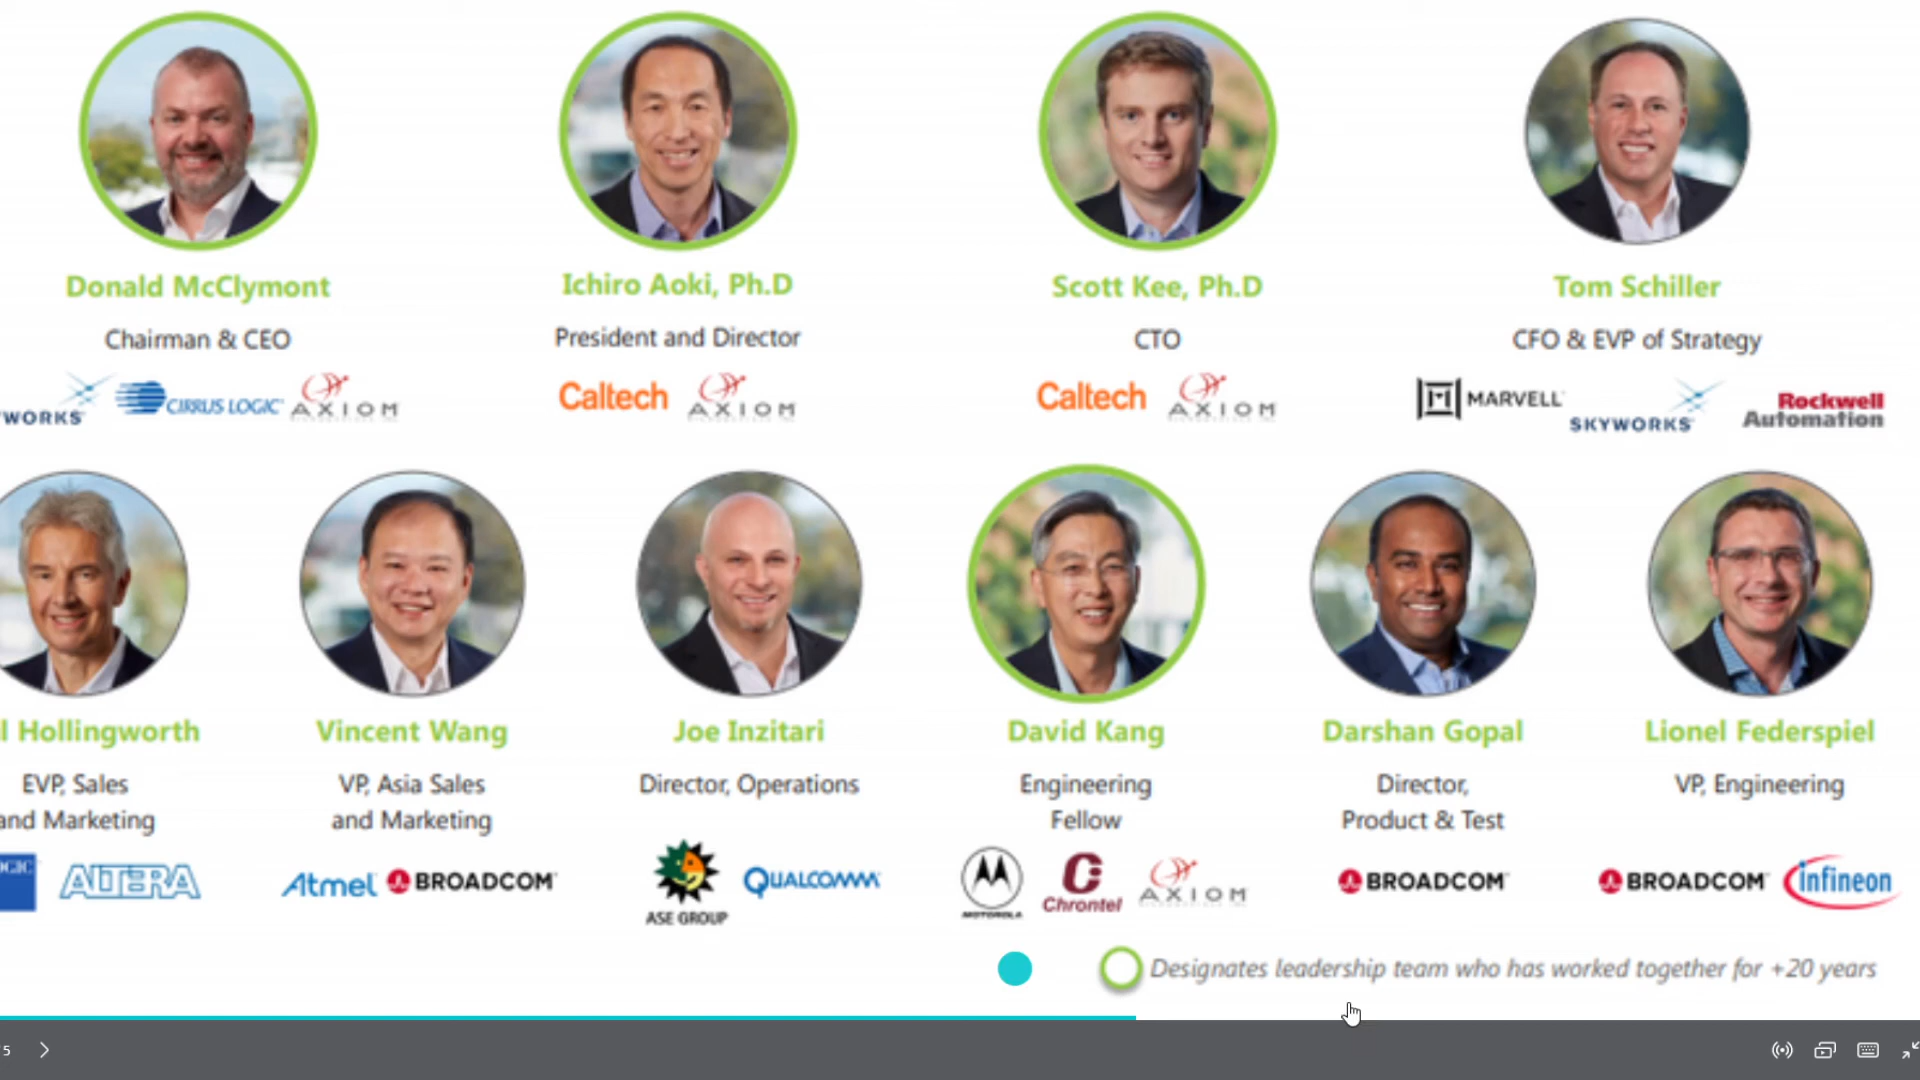 Donald McClymont
Ichiro Aoki, Ph.D
Scott Kee, Ph.D
Tom Schiller
Chairman & CEO
President and Director
CTO
CFO & EVP of Strategy
WORKS CIRRUS LOGIC AXIOM
Caltech AXIOM
Caltech AXIOM
MARVELL SKYWORKS Rockwell
Automation
l Hollingworth
Vincent Wang
Joe Inzitari
David Kang
Darshan Gopal
Lionel Federspiel
EVP, Sales
and Marketing
VP, Asia Sales
and Marketing
Director, Operations
Engineering
Fellow
Director,
Product & Test
VP, Engineering
OGIC ALTERA
Atmel BROADCOM
ASE GROUP QUALCOMM
MOTOROLA Chrontel AXIOM
BROADCOM
BROADCOM infineon
Designates leadership team who has worked together for +20 years
5